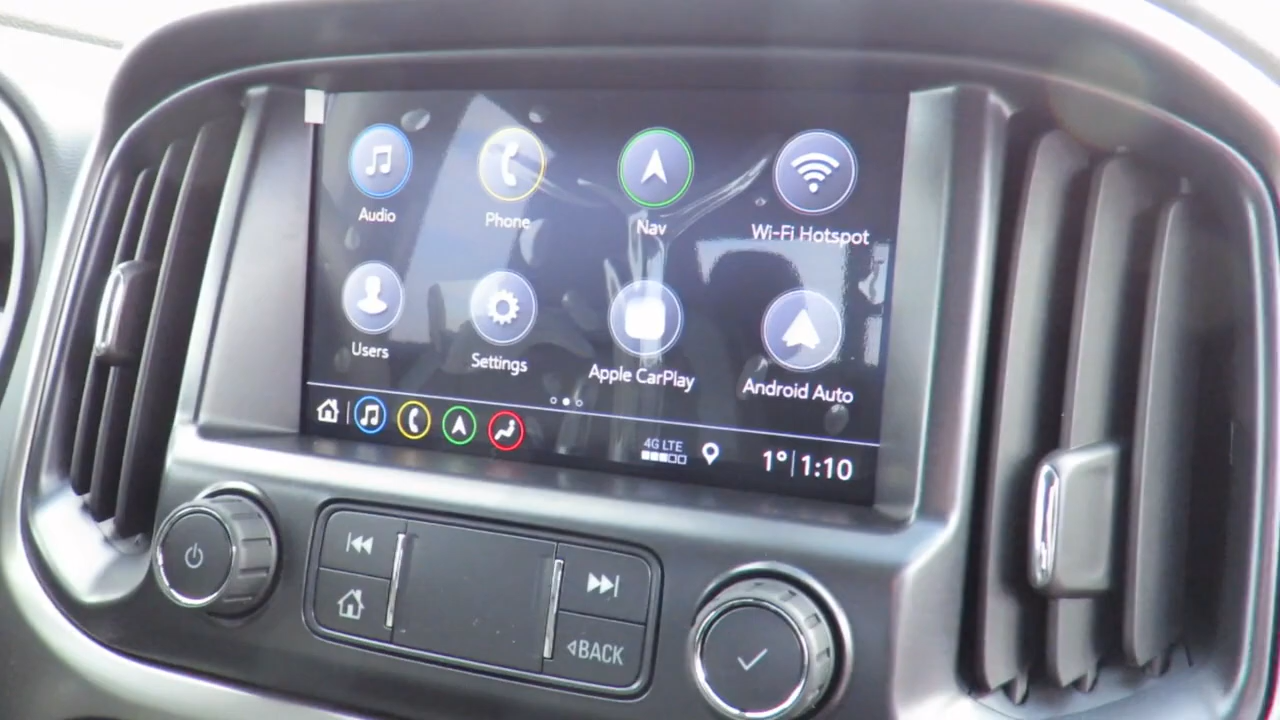 Audio
Phone
Nav
Wi-Fi Hotspot
Users
Settings
Apple CarPlay
Android Auto
4G LTE
1° 1:10
BACK